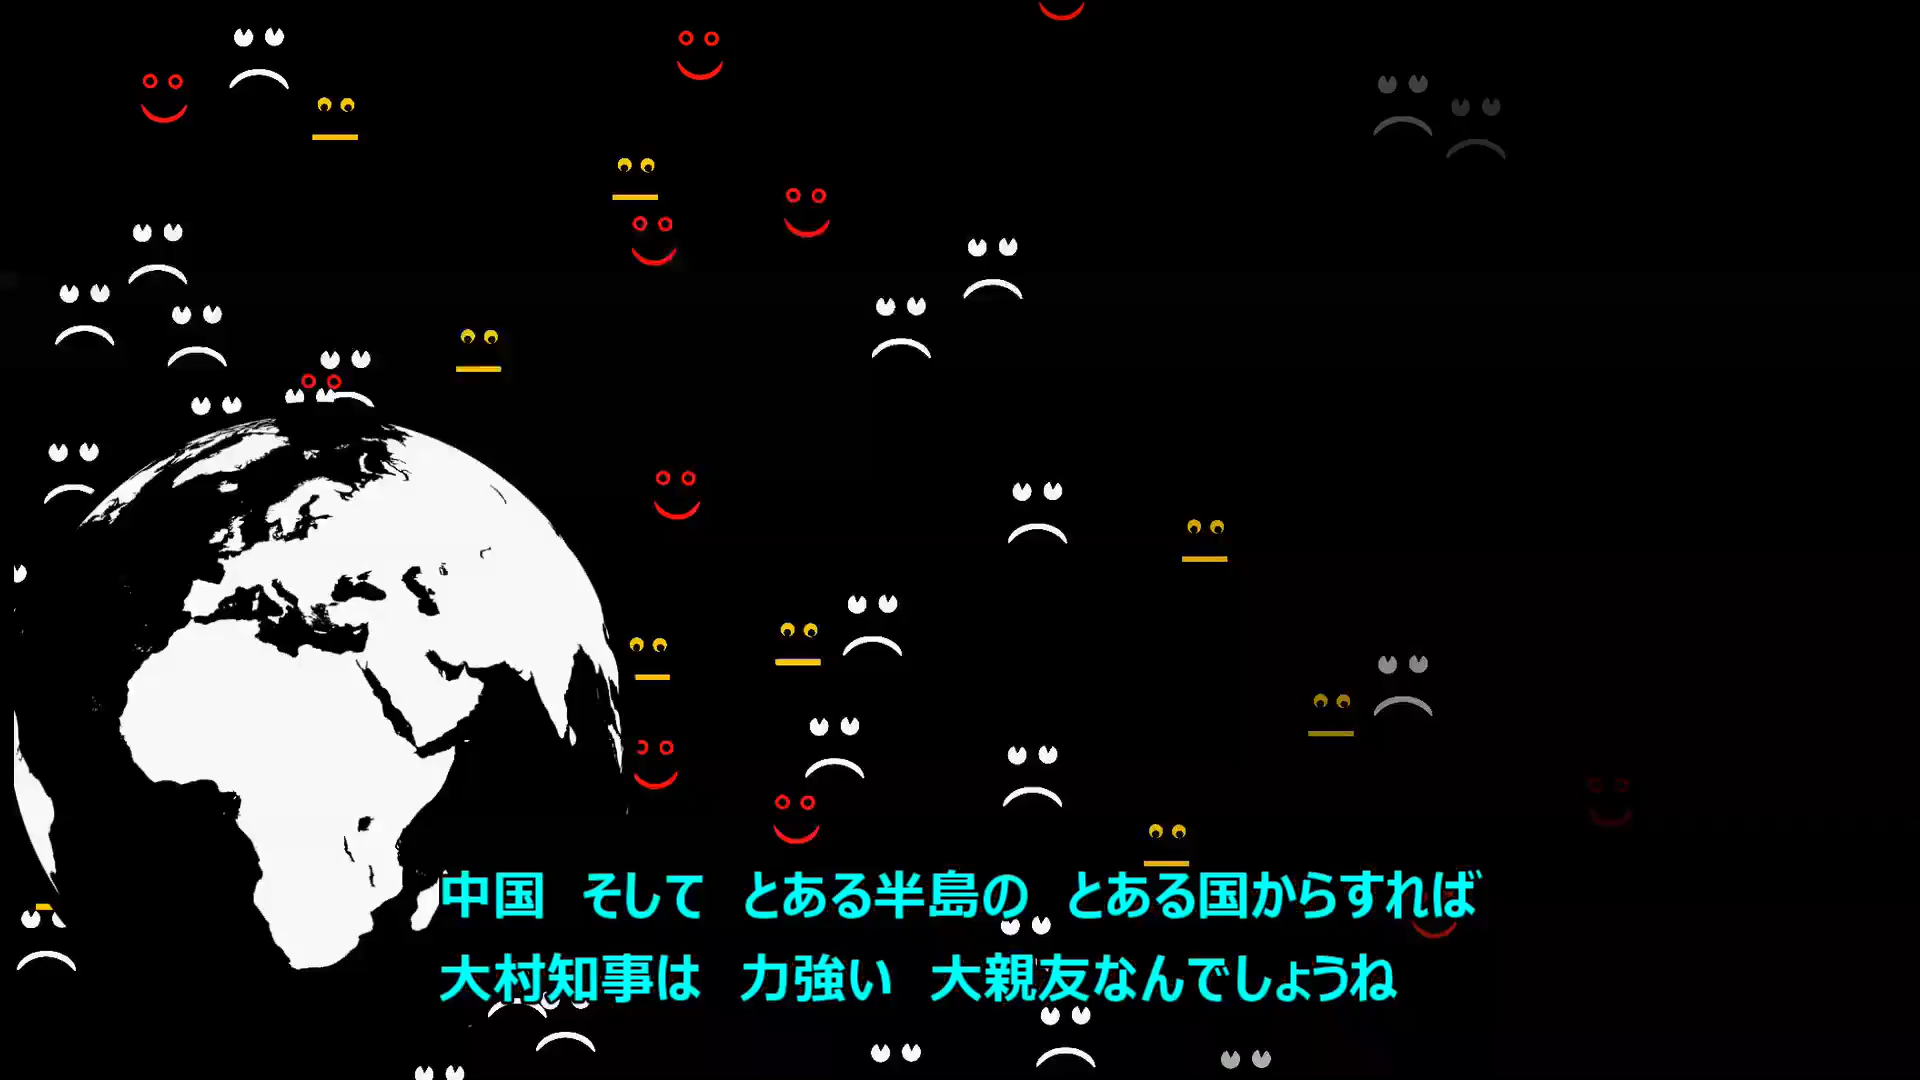 中国　そして　とある半島の　とある国からすれば
大村知事は　力強い　大親友なんでしょうね